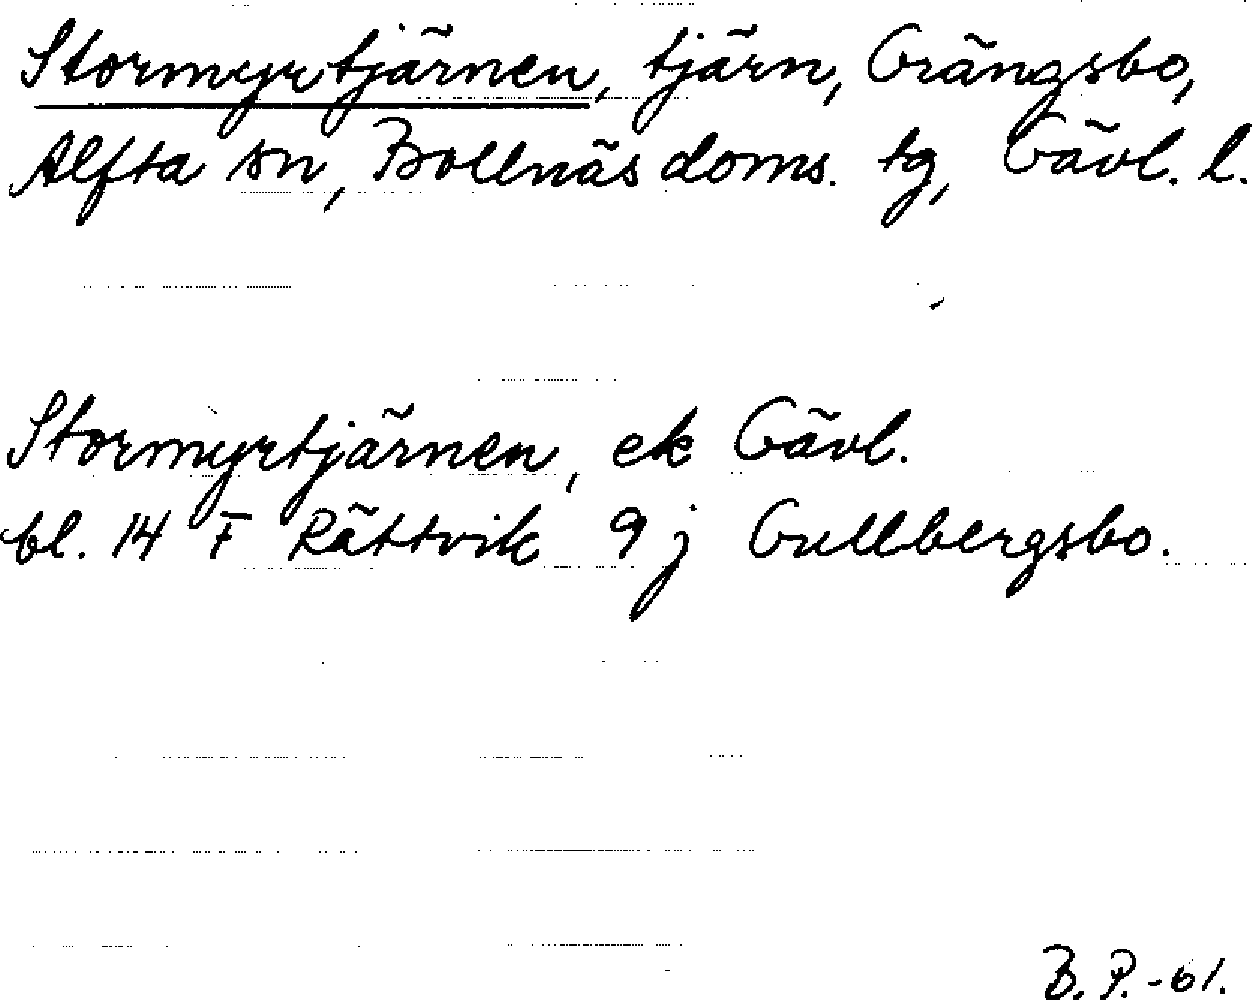 Stormyrtjärnen, tjärn, Grängsbo,
Alfta sn, Bollnäs doms. tg, Gävl. l.
Stormyrtjärnen, ek Gävl.
bl. 14 F Rättvik 9 j Gullbergsbo.
B. P. -61.